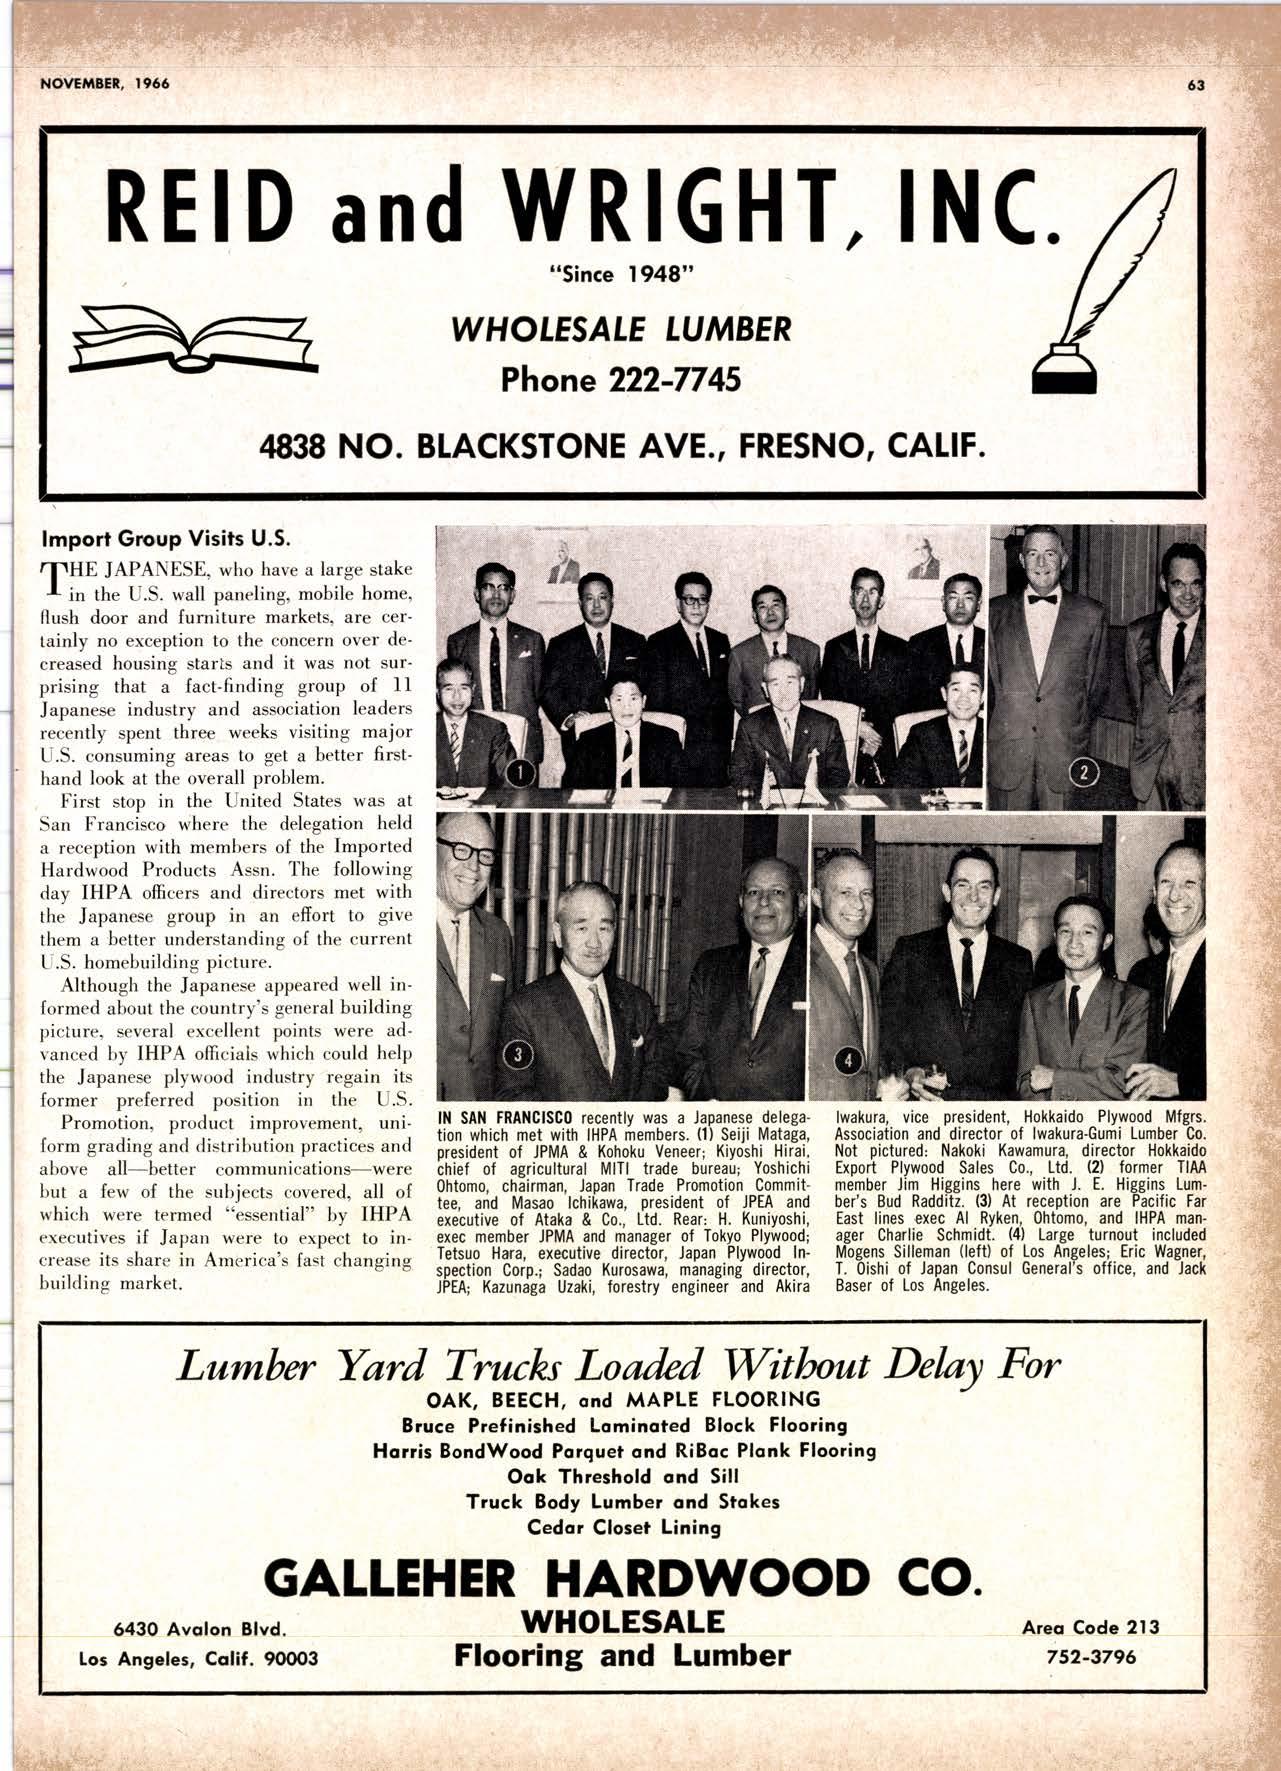 NOVEMBER, 1966
63
REID and WRIGHT, INC.
“Since 1948”
WHOLESALE LUMBER
Phone 222-7745
4838 NO. BLACKSTONE AVE., FRESNO, CALIF.
Import Group Visits U.S.
THE JAPANESE, who have a large stake
in the U.S. wall paneling, mobile home,
flush door and furniture markets, are cer-
tainly no exception to the concern over de-
creased housing starts and it was not sur-
prising that a fact-finding group of 11
Japanese industry and association leaders
recently spent three weeks visiting major
U.S. consuming areas to get a better first-
hand look at the overall problem.
First stop in the United States was at
San Francisco where the delegation held
a reception with members of the Imported
Hardwood Products Assn. The following
day IHPA officers and directors met with
the Japanese group in an effort to give
them a better understanding of the current
U.S. homebuilding picture.
Although the Japanese appeared well in-
formed about the country's general building
picture, several excellent points were ad-
vanced by IHPA officials which could help
the Japanese plywood industry regain its
former preferred position in the U.S.
Promotion, product improvement, uni-
form grading and distribution practices and
above all—better communications—were
but a few of the subjects covered, all of
which were termed “essential” by IHPA
executives if Japan were to expect to in-
crease its share in America's fast changing
building market.
1
2
3
4
IN SAN FRANCISCO recently was a Japanese delega-
tion which met with IHPA members. (1) Seiji Mataga,
president of JPMA & Kohoku Veneer; Kiyoshi Hirai,
chief of agricultural MITI trade bureau; Yoshichi
Ohtomo, chairman, Japan Trade Promotion Commit-
tee, and Masao Ichikawa, president of JPEA and
executive of Ataka & Co., Ltd. Rear: H. Kuniyoshi,
exec member JPMA and manager of Tokyo Plywood;
Tetsuo Hara, executive director, Japan Plywood In-
spection Corp.; Sadao Kurosawa, managing director,
JPEA; Kazunaga Uzaki, forestry engineer and Akira
Iwakura, vice president, Hokkaido Plywood Mfgrs.
Association and director of Iwakura-Gumi Lumber Co.
Not pictured: Nakoki Kawamura, director Hokkaido
Export Plywood Sales Co., Ltd. (2) former TIAA
member Jim Higgins here with J. E. Higgins Lum-
ber's Bud Radditz. (3) At reception are Pacific Far
East lines exec Al Ryken, Ohtomo, and IHPA man-
ager Charlie Schmidt. (4) Large turnout included
Mogens Silleman (left) of Los Angeles; Eric Wagner,
T. Oishi of Japan Consul General's office, and Jack
Baser of Los Angeles.
Lumber Yard Trucks Loaded Without Delay For
OAK, BEECH, and MAPLE FLOORING
Bruce Prefinished Laminated Block Flooring
Harris BondWood Parquet and RiBac Plank Flooring
Oak Threshold and Sill
Truck Body Lumber and Stakes
Cedar Closet Lining
GALLEHER HARDWOOD CO.
6430 Avalon Blvd.
Los Angeles, Calif. 90003
WHOLESALE
Flooring and Lumber
Area Code 213
752-3796